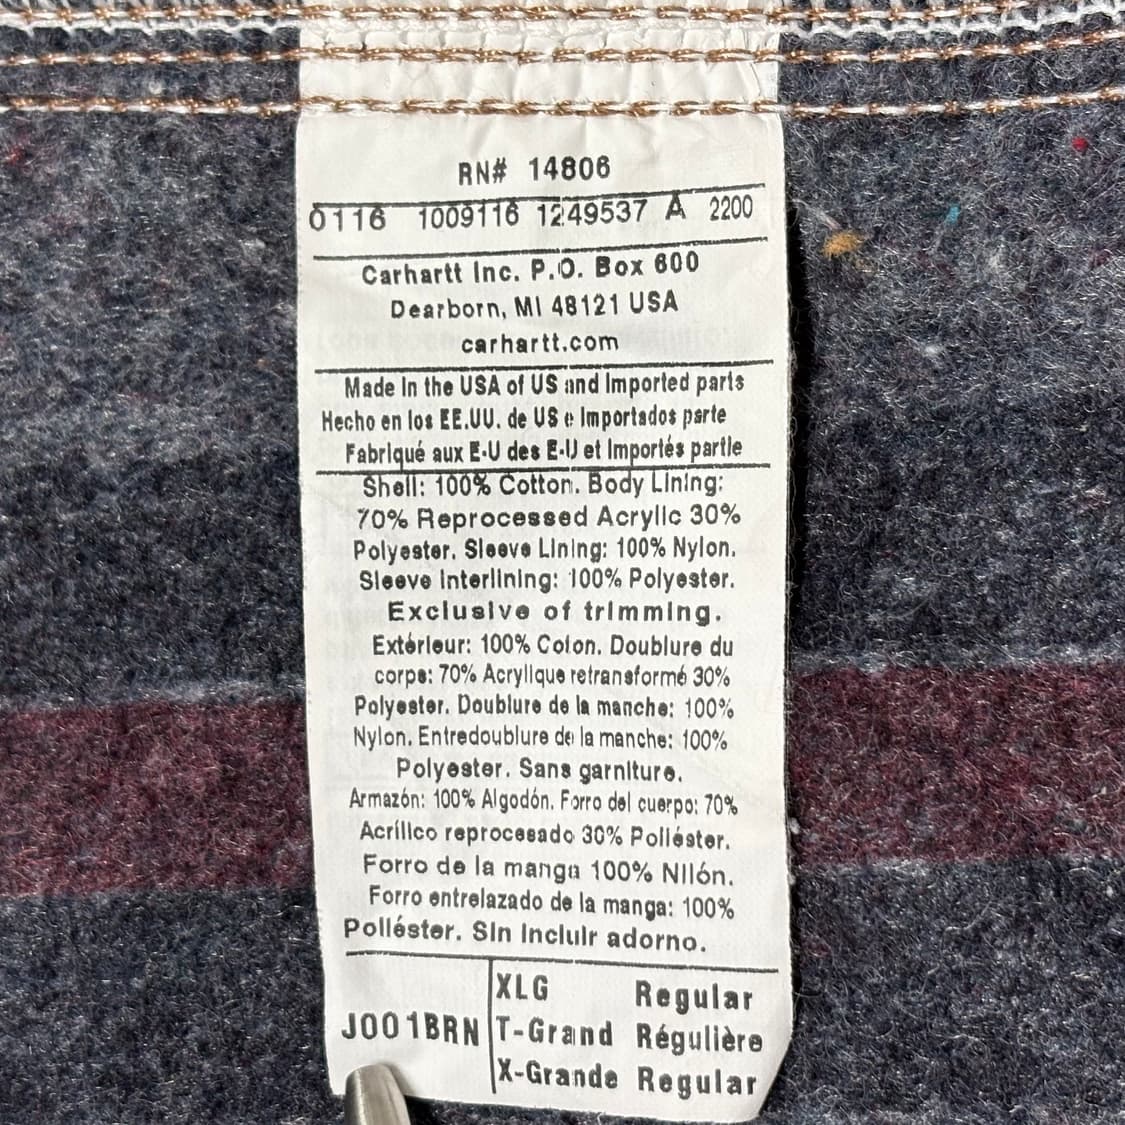 RN# 14806
0116 1009116 1249537 A 2200
Carhartt Inc. P.O. Box 600
Dearborn, MI 48121 USA
carhartt.com
Made In the USA of US and Imported parts
Hecho en los EE.UU. de US e Importados parte
Fabriqué aux E-U des E-U et Importés partie
Shell: 100% Cotton. Body Lining:
70% Reprocessed Acrylic 30%
Polyester. Sleeve Lining: 100% Nylon.
Sleeve Interlining: 100% Polyester.
Exclusive of trimming.
Extérieur: 100% Coton. Doublure du
corps: 70% Acrylique retransformé 30%
Polyester. Doublure de la manche: 100%
Nylon. Entredoublure de la manche: 100%
Polyester. Sans garniture.
Armazón: 100% Algodón. Forro del cuerpo: 70%
Acrílico reprocesado 30% Poliéster.
Forro de la manga 100% Nilón.
Forro entrelazado de la manga: 100%
Poliéster. Sin Incluir adorno.
XLG Regular
J001BRN T-Grand Régulière
X-Grande Regular